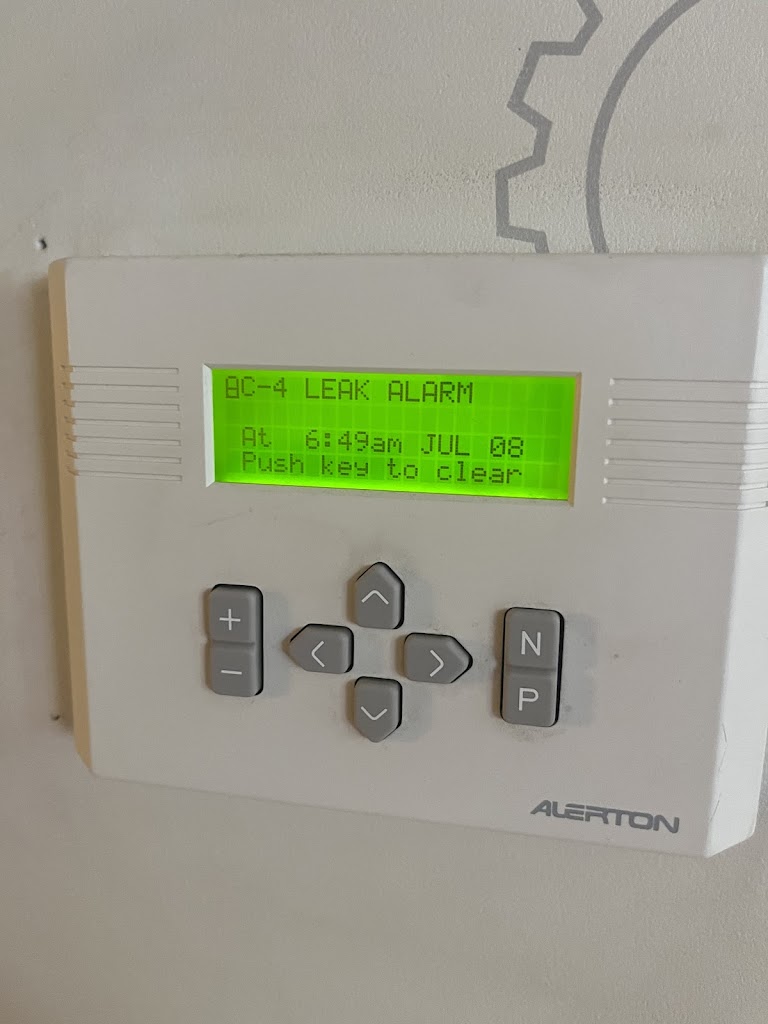 AC-4 LEAK ALARM
At 6:49am JUL 08
Push key to clear
+
-
N
P
ALERTON